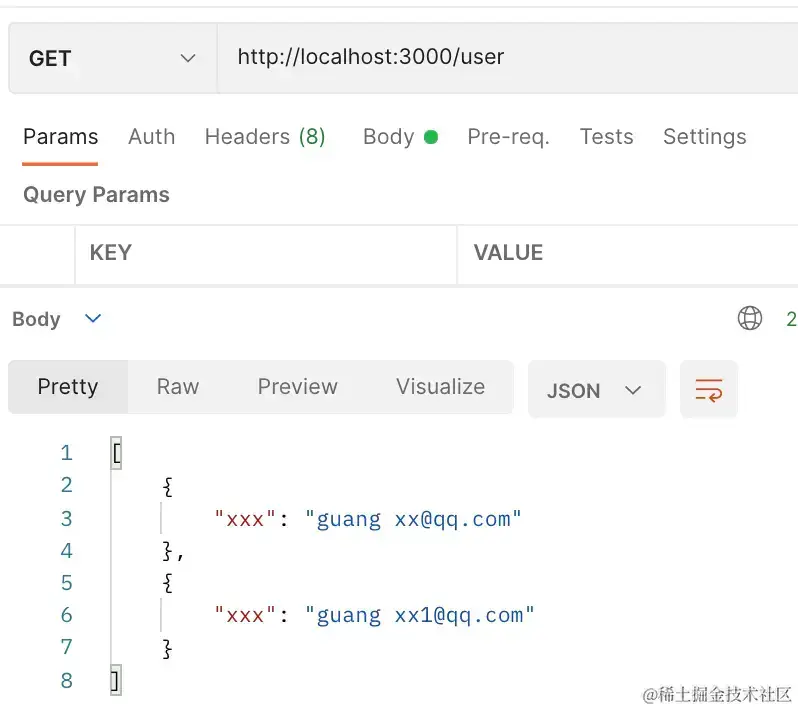 GET http://localhost:3000/user
Params Auth Headers (8) Body Pre-req. Tests Settings
Query Params
KEY VALUE
Body 2
Pretty Raw Preview Visualize JSON
1 [
2 {
3 "xxx": "guang xx@qq.com"
4 },
5 {
6 "xxx": "guang xx1@qq.com"
7 }
8 ]
@稀土掘金技术社区